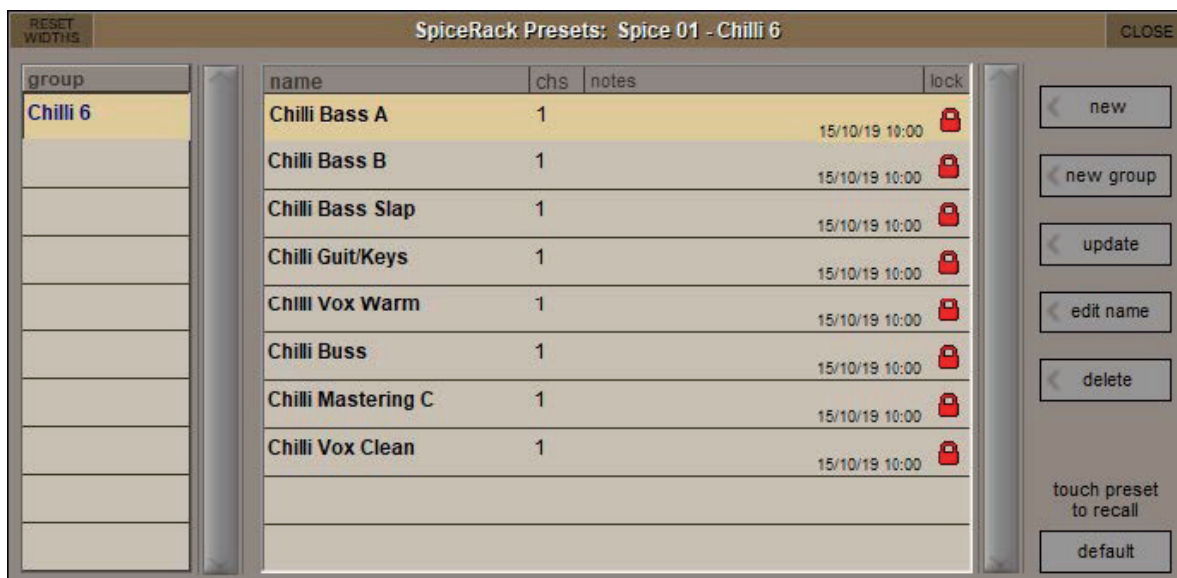 RESET WIDTHS
SpiceRack Presets: Spice 01 - Chilli 6
CLOSE
group
Chilli 6
name chs notes lock
Chilli Bass A 1 15/10/19 10:00
Chilli Bass B 1 15/10/19 10:00
Chilli Bass Slap 1 15/10/19 10:00
Chilli Guit/Keys 1 15/10/19 10:00
Chilli Vox Warm 1 15/10/19 10:00
Chilli Buss 1 15/10/19 10:00
Chilli Mastering C 1 15/10/19 10:00
Chilli Vox Clean 1 15/10/19 10:00
new
new group
update
edit name
delete
touch preset
to recall
default